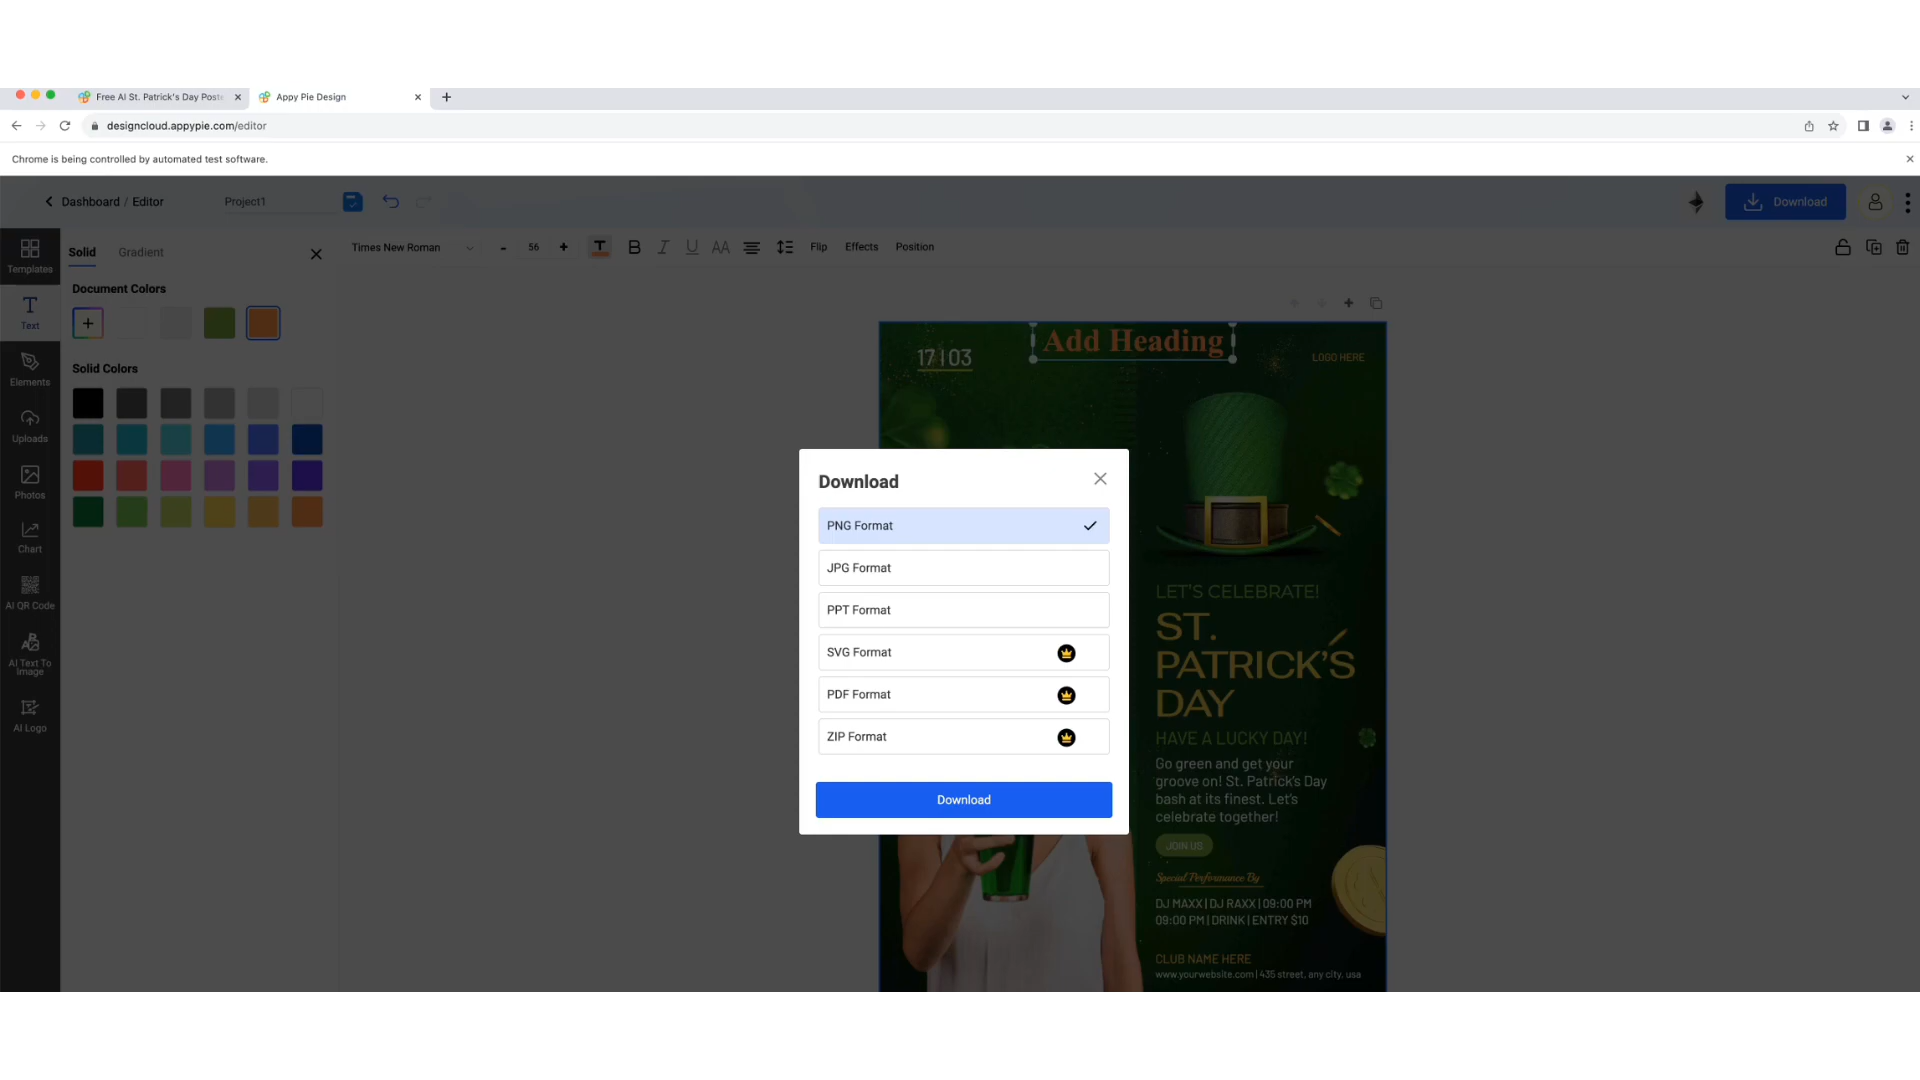 Free AI St. Patrick's Day Poste
Appy Pie Design
designcloud.appypie.com/editor
Chrome is being controlled by automated test software.
Dashboard / Editor
Project1
Download
Templates
Text
Elements
Uploads
Photos
Chart
AI QR Code
AI Text To
Image
AI Logo
Solid
Gradient
Document Colors
Solid Colors
Times New Roman
- 56 +
T B I U AA
Flip
Effects
Position
17 | 03
Add Heading
LOGO HERE
Download
PNG Format
JPG Format
PPT Format
SVG Format
PDF Format
ZIP Format
Download
LET'S CELEBRATE!
ST.
PATRICK'S
DAY
HAVE A LUCKY DAY!
Go green and get your
groove on! St. Patrick's Day
bash at its finest. Let's
celebrate together!
JOIN US
Special Performance By
DJ MAXX | DJ RAXX | 09:00 PM
09:00 PM | DRINK | ENTRY $10
CLUB NAME HERE
www.yourwebsite.com | 435 street, any city, usa